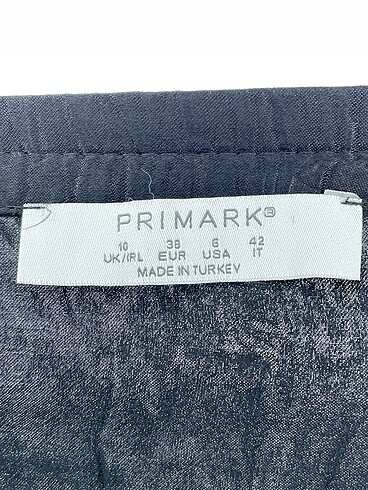 PRIMARK®
10 38 6 42
UK/IRL EUR USA IT
MADE IN TURKEY